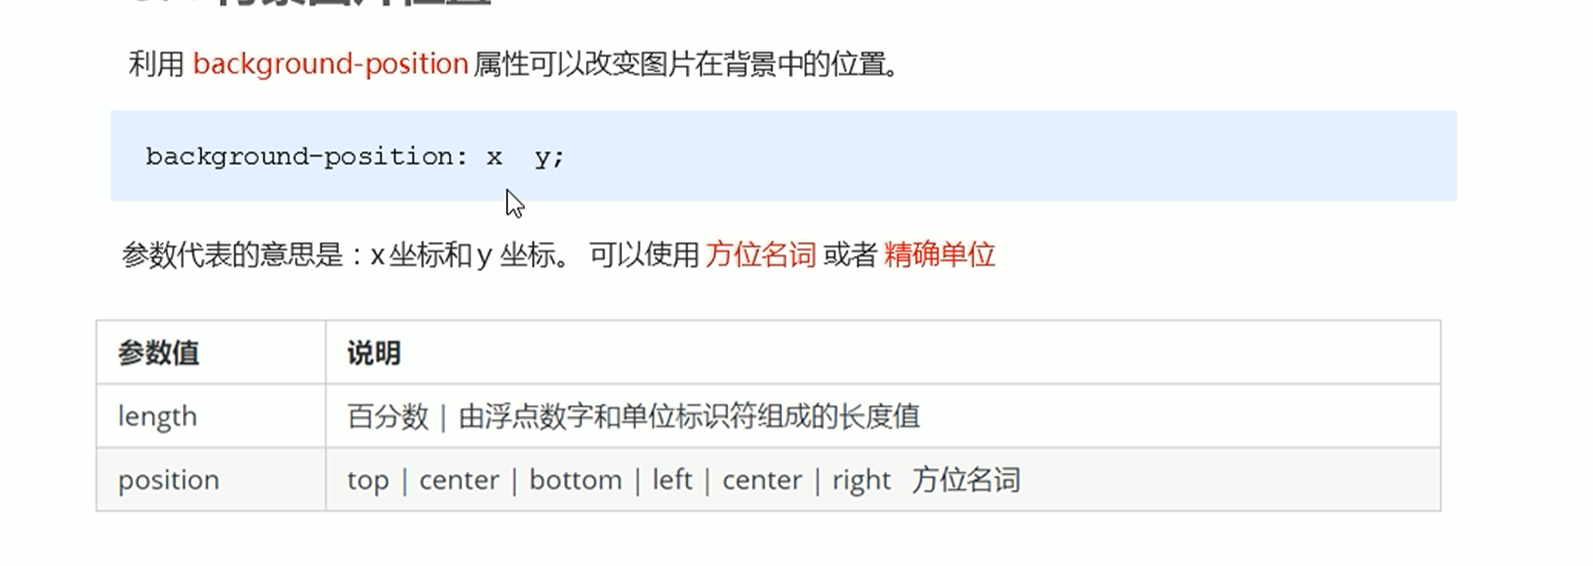 利用 background-position 属性可以改变图片在背景中的位置。
background-position: x  y;
参数代表的意思是：x 坐标和 y 坐标。 可以使用 方位名词 或者 精确单位
参数值 说明
length 百分数 | 由浮点数字和单位标识符组成的长度值
position top | center | bottom | left | center | right 方位名词